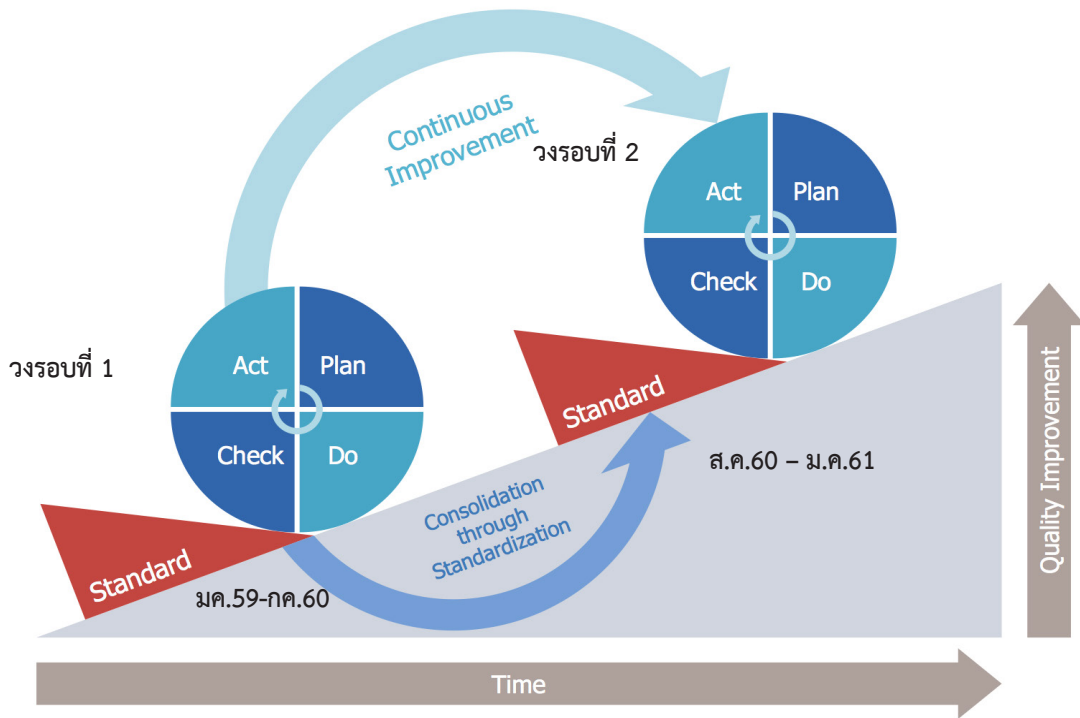 Continuous
Improvement
วงรอบที่ 2
Act
Plan
Check
Do
วงรอบที่ 1
Act
Plan
Check
Do
Standard
Standard
ส.ค.60 – ม.ค.61
Consolidation
through
Standardization
มค.59-กค.60
Quality Improvement
Time